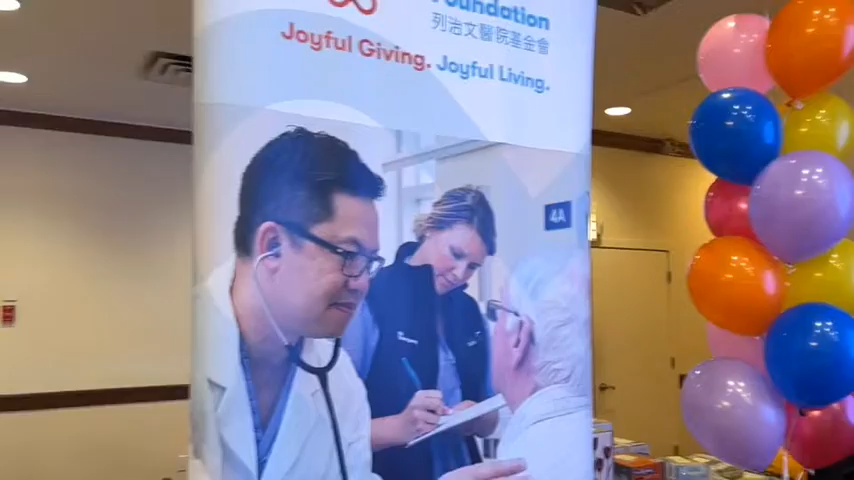 Foundation
列治文醫院基金會
Joyful Giving. Joyful Living.
4A